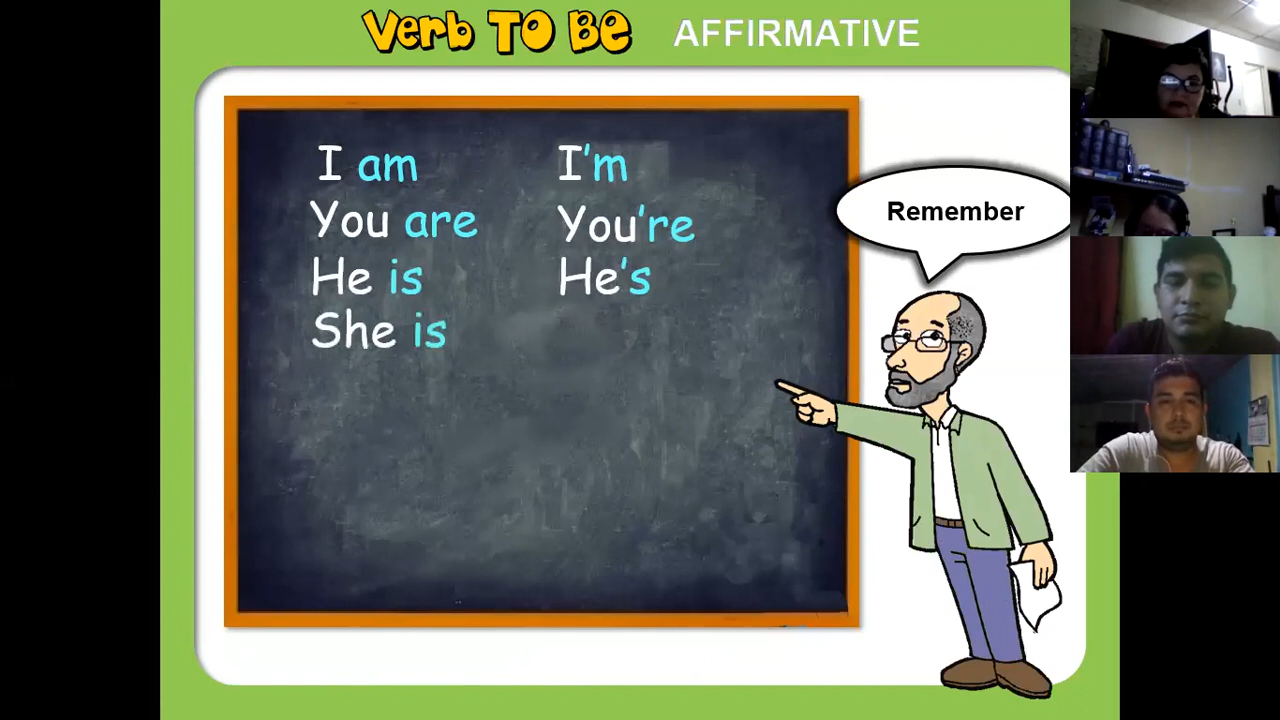 Verb TO BE AFFIRMATIVE
I am I'm
You are You're
He is He's
She is
Remember